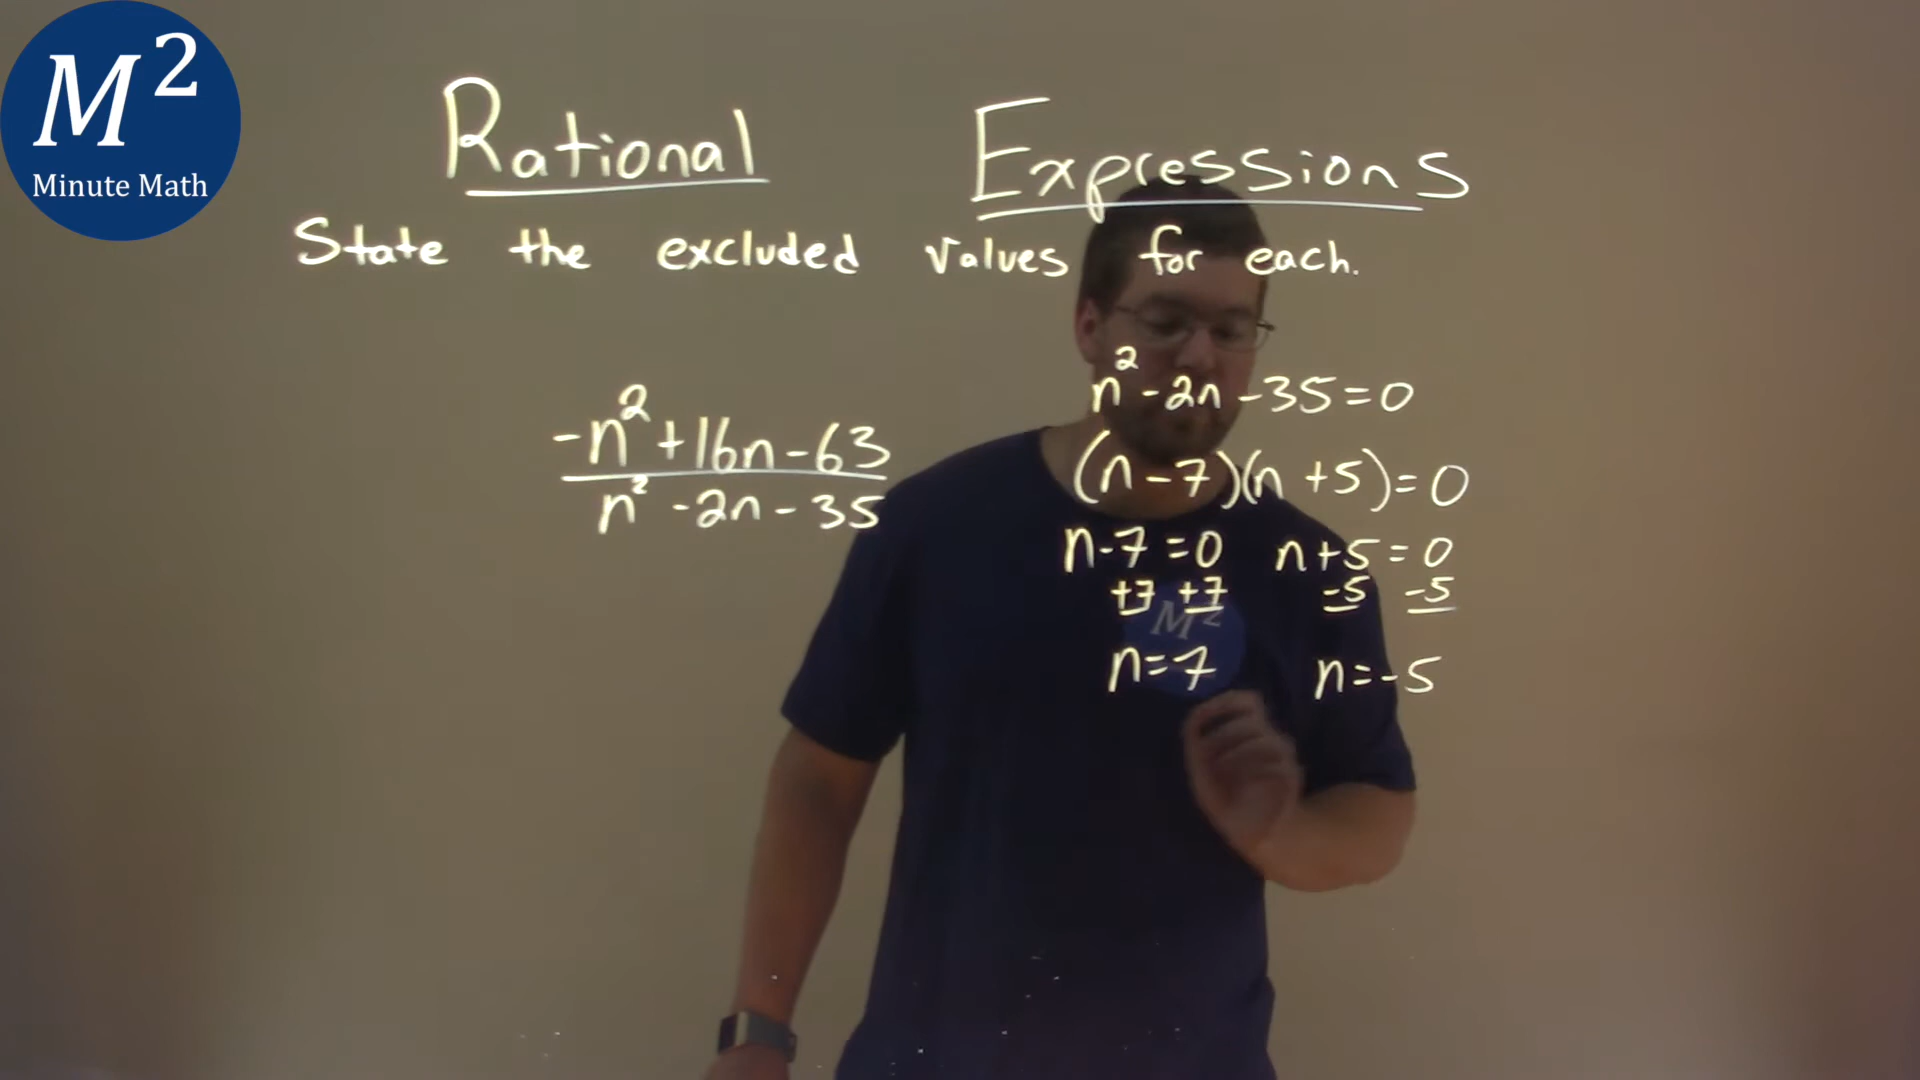 M²
Minute Math
Rational Expressions
State the excluded values for each.
-n²+16n-63
n²-2n-35
n²-2n-35=0
(n-7)(n+5)=0
n-7=0 n+5=0
+7 +7 -5 -5
n=7 n=-5
M²